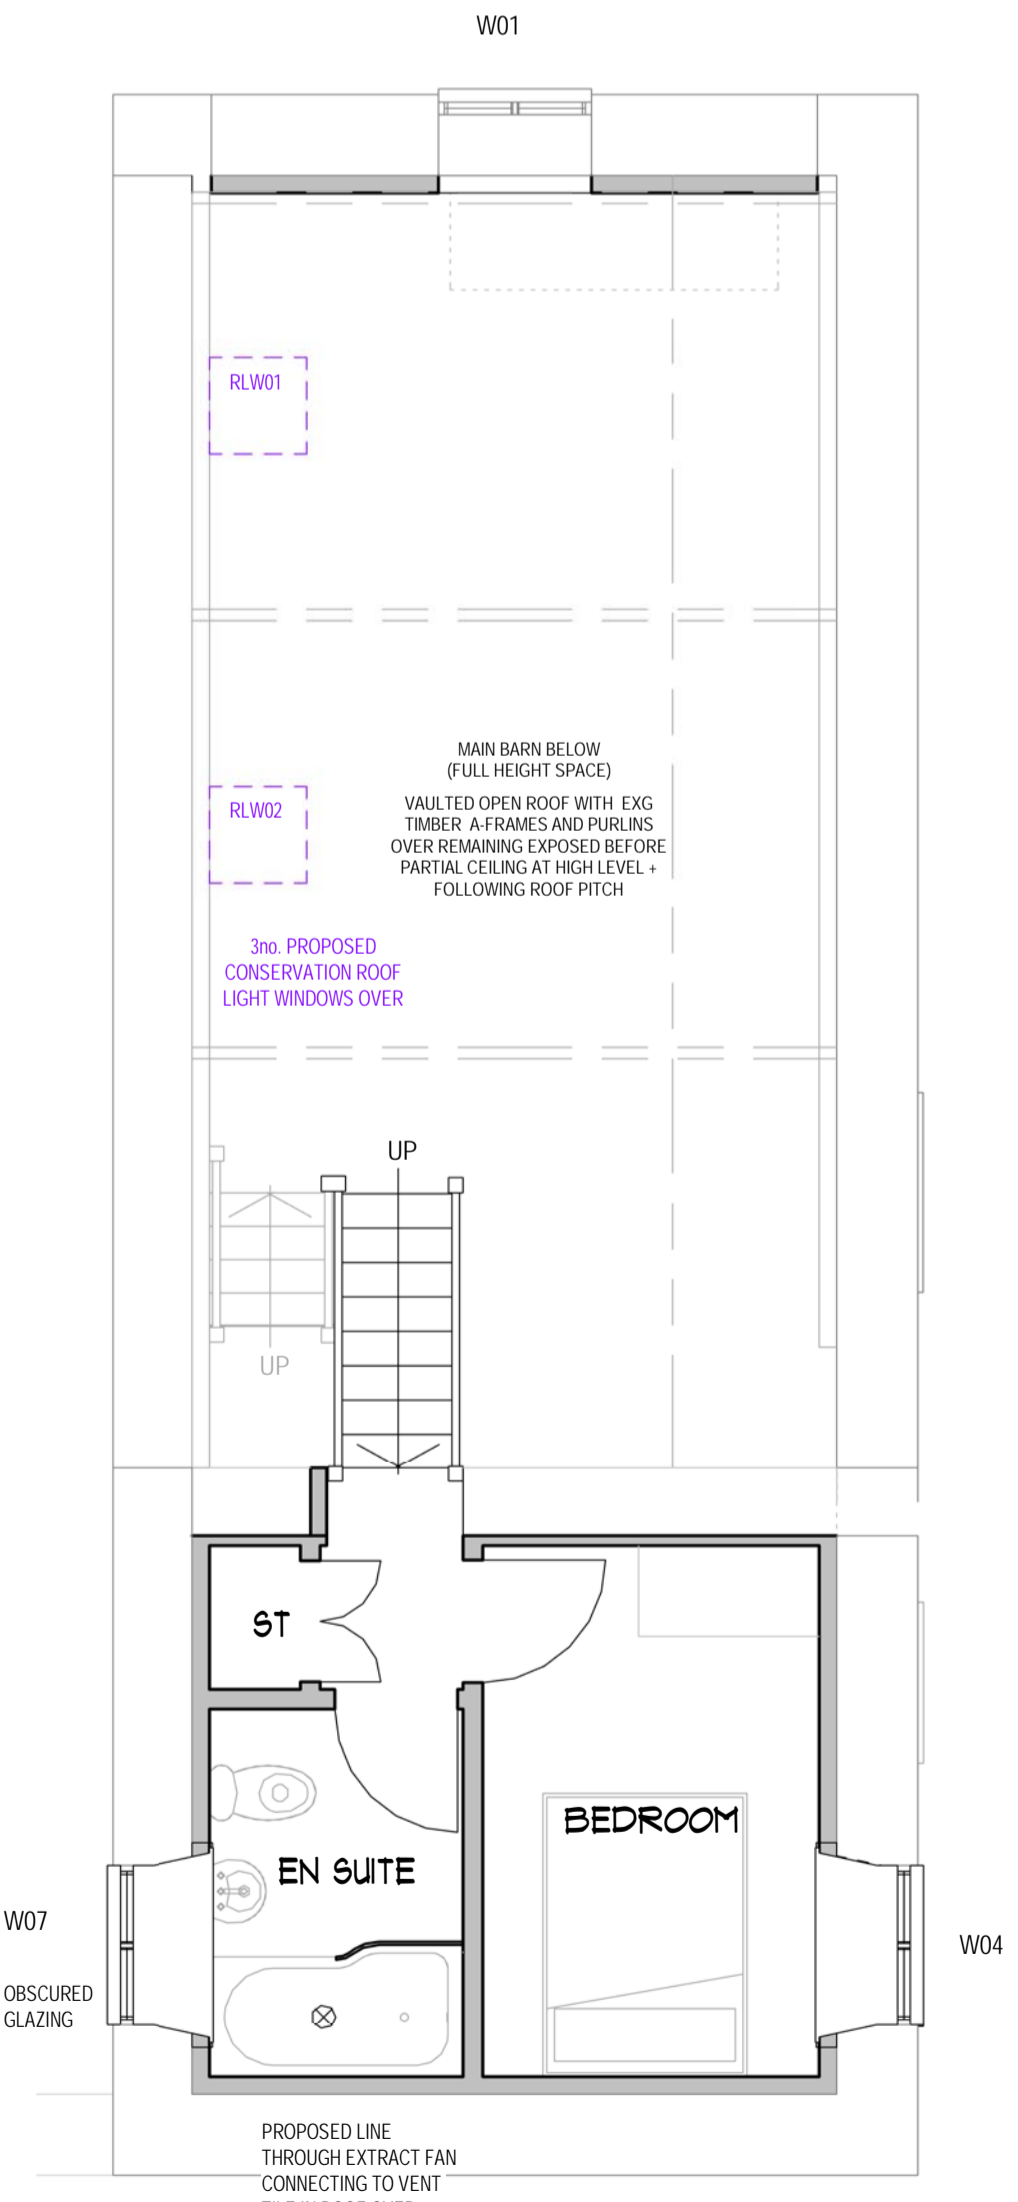 W01
RLW01
MAIN BARN BELOW
(FULL HEIGHT SPACE)
VAULTED OPEN ROOF WITH EXG
TIMBER A-FRAMES AND PURLINS
OVER REMAINING EXPOSED BEFORE
PARTIAL CEILING AT HIGH LEVEL +
FOLLOWING ROOF PITCH
RLW02
3no. PROPOSED
CONSERVATION ROOF
LIGHT WINDOWS OVER
UP
UP
ST
BEDROOM
EN SUITE
W07
W04
OBSCURED
GLAZING
PROPOSED LINE
THROUGH EXTRACT FAN
CONNECTING TO VENT